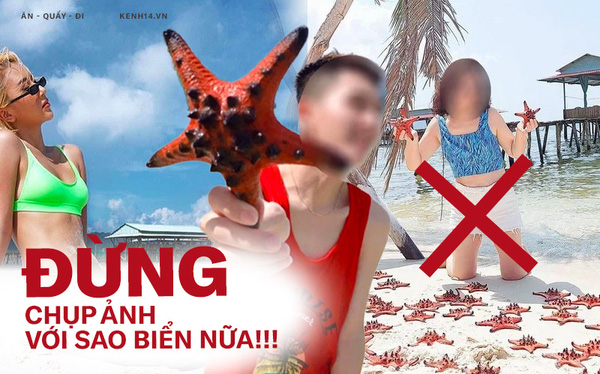 ĂN - QUẨY - ĐI KENH14.VN
ĐỪNG
CHỤP ẢNH
VỚI SAO BIỂN NỮA!!!